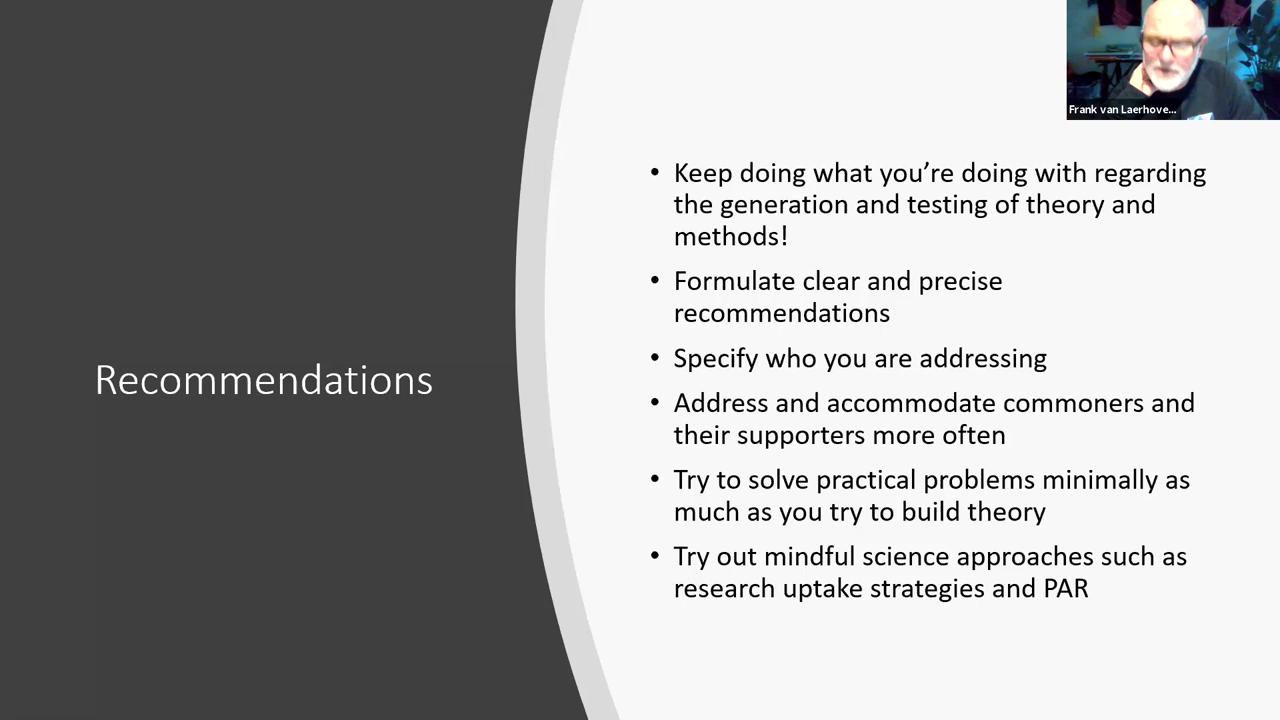 Frank van Laerhove...
Keep doing what you’re doing with regarding
the generation and testing of theory and
methods!
Formulate clear and precise
recommendations
Specify who you are addressing
Recommendations
Address and accommodate commoners and
their supporters more often
Try to solve practical problems minimally as
much as you try to build theory
Try out mindful science approaches such as
research uptake strategies and PAR